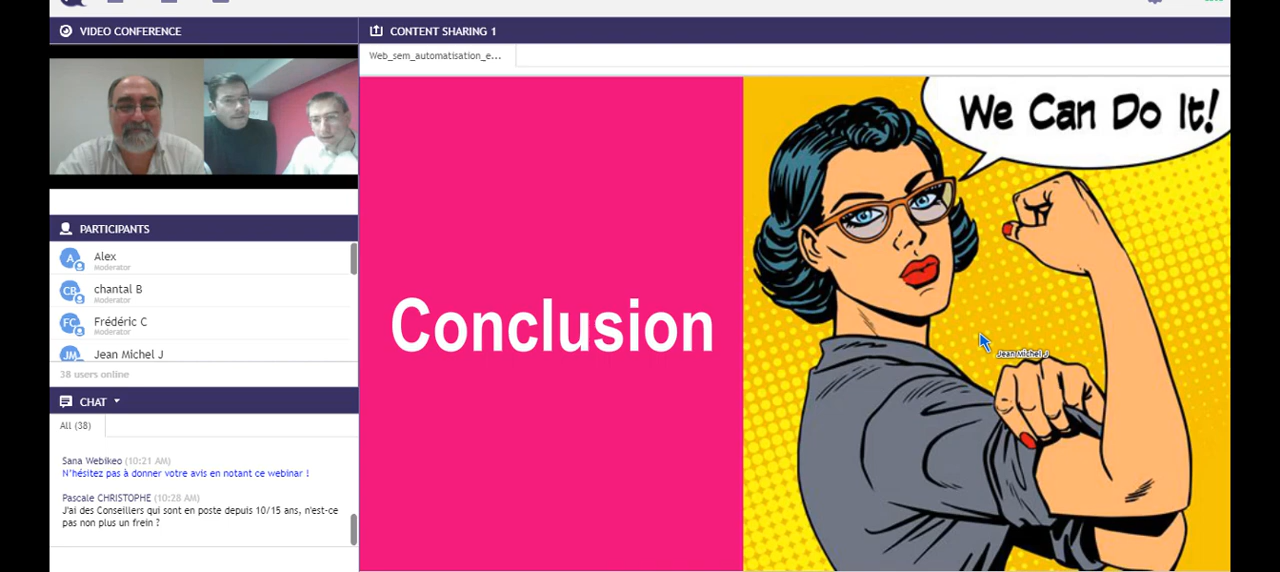 VIDEO CONFERENCE
CONTENT SHARING 1
Web_sem_automatisation_e...
We Can Do It!
Conclusion
Jean Michel J
PARTICIPANTS
A
Alex
Moderator
CB
chantal B
Moderator
FC
Frédéric C
Moderator
JM
Jean Michel J
38 users online
CHAT
All (38)
Sana Webikeo (10:21 AM)
N'hésitez pas à donner votre avis en notant ce webinar !
Pascale CHRISTOPHE (10:28 AM)
J'ai des Conseillers qui sont en poste depuis 10/15 ans, n'est-ce
pas non plus un frein ?